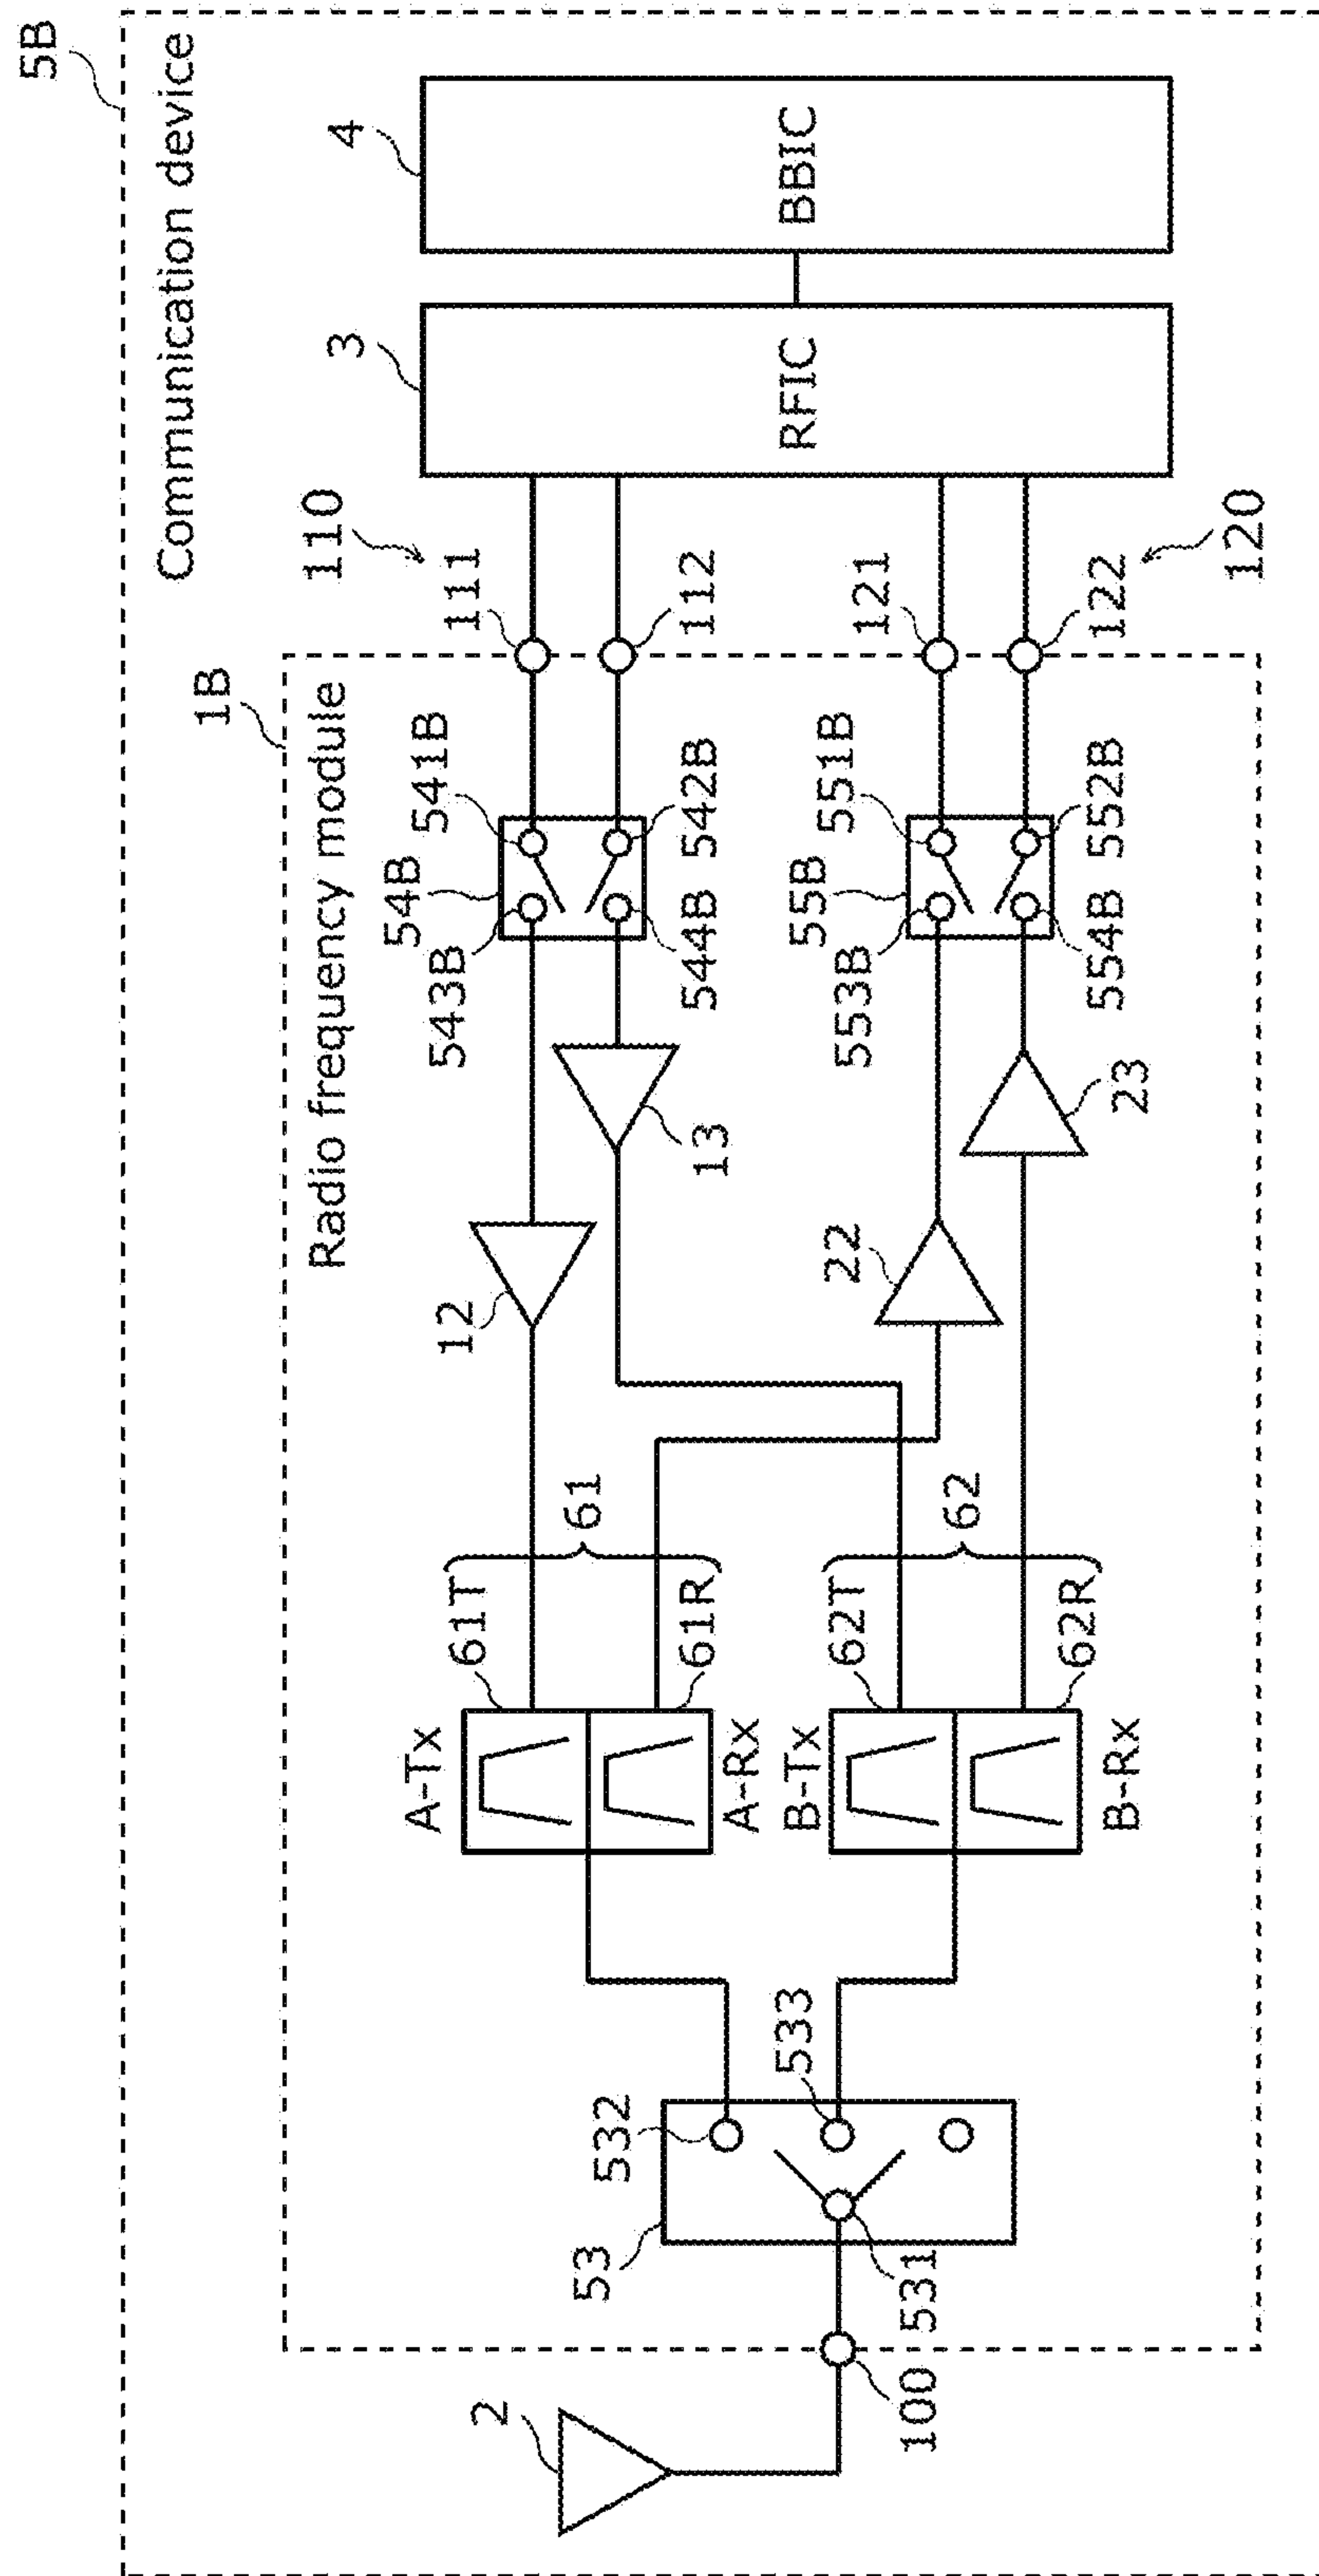 5B
Communication device
1B
Radio frequency module
110
4
3
111
541B
54B
543B
12
61T
A-Tx
61
532
53
2
112
542B
544B
13
61R
A-Rx
BBIC
RFIC
121
551B
55B
553B
22
62
62T
B-Tx
533
531
100
122
552B
554B
23
62R
B-Rx
120